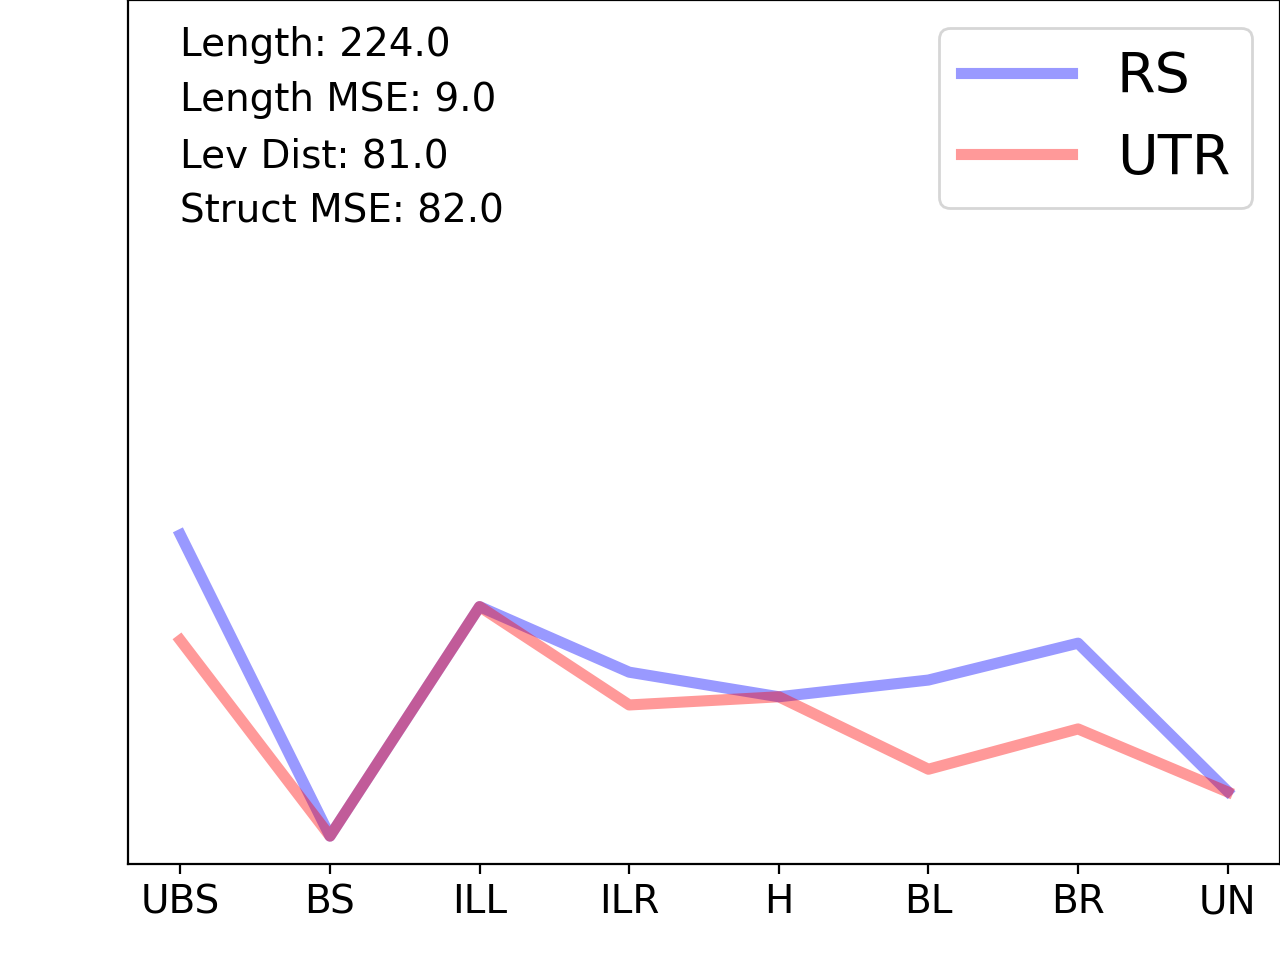 Length: 224.0
Length MSE: 9.0
Lev Dist: 81.0
Struct MSE: 82.0
RS
UTR
UBS BS ILL ILR H BL BR UN